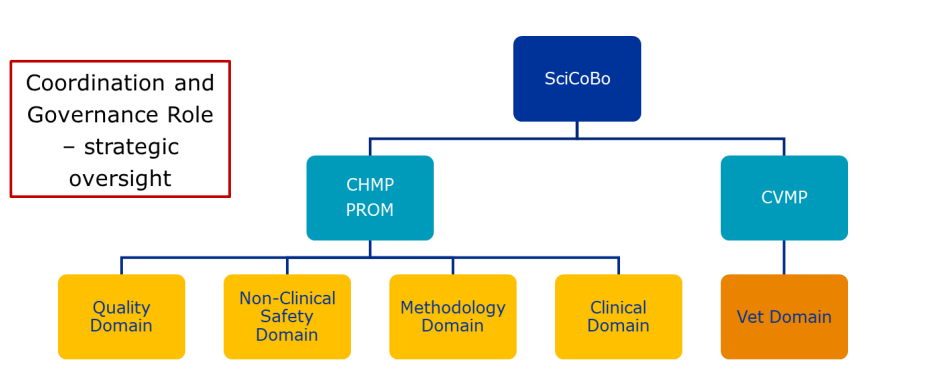 Coordination and
Governance Role
– strategic
oversight
SciCoBo
CHMP
PROM
CVMP
Quality
Domain
Non-Clinical
Safety
Domain
Methodology
Domain
Clinical
Domain
Vet Domain